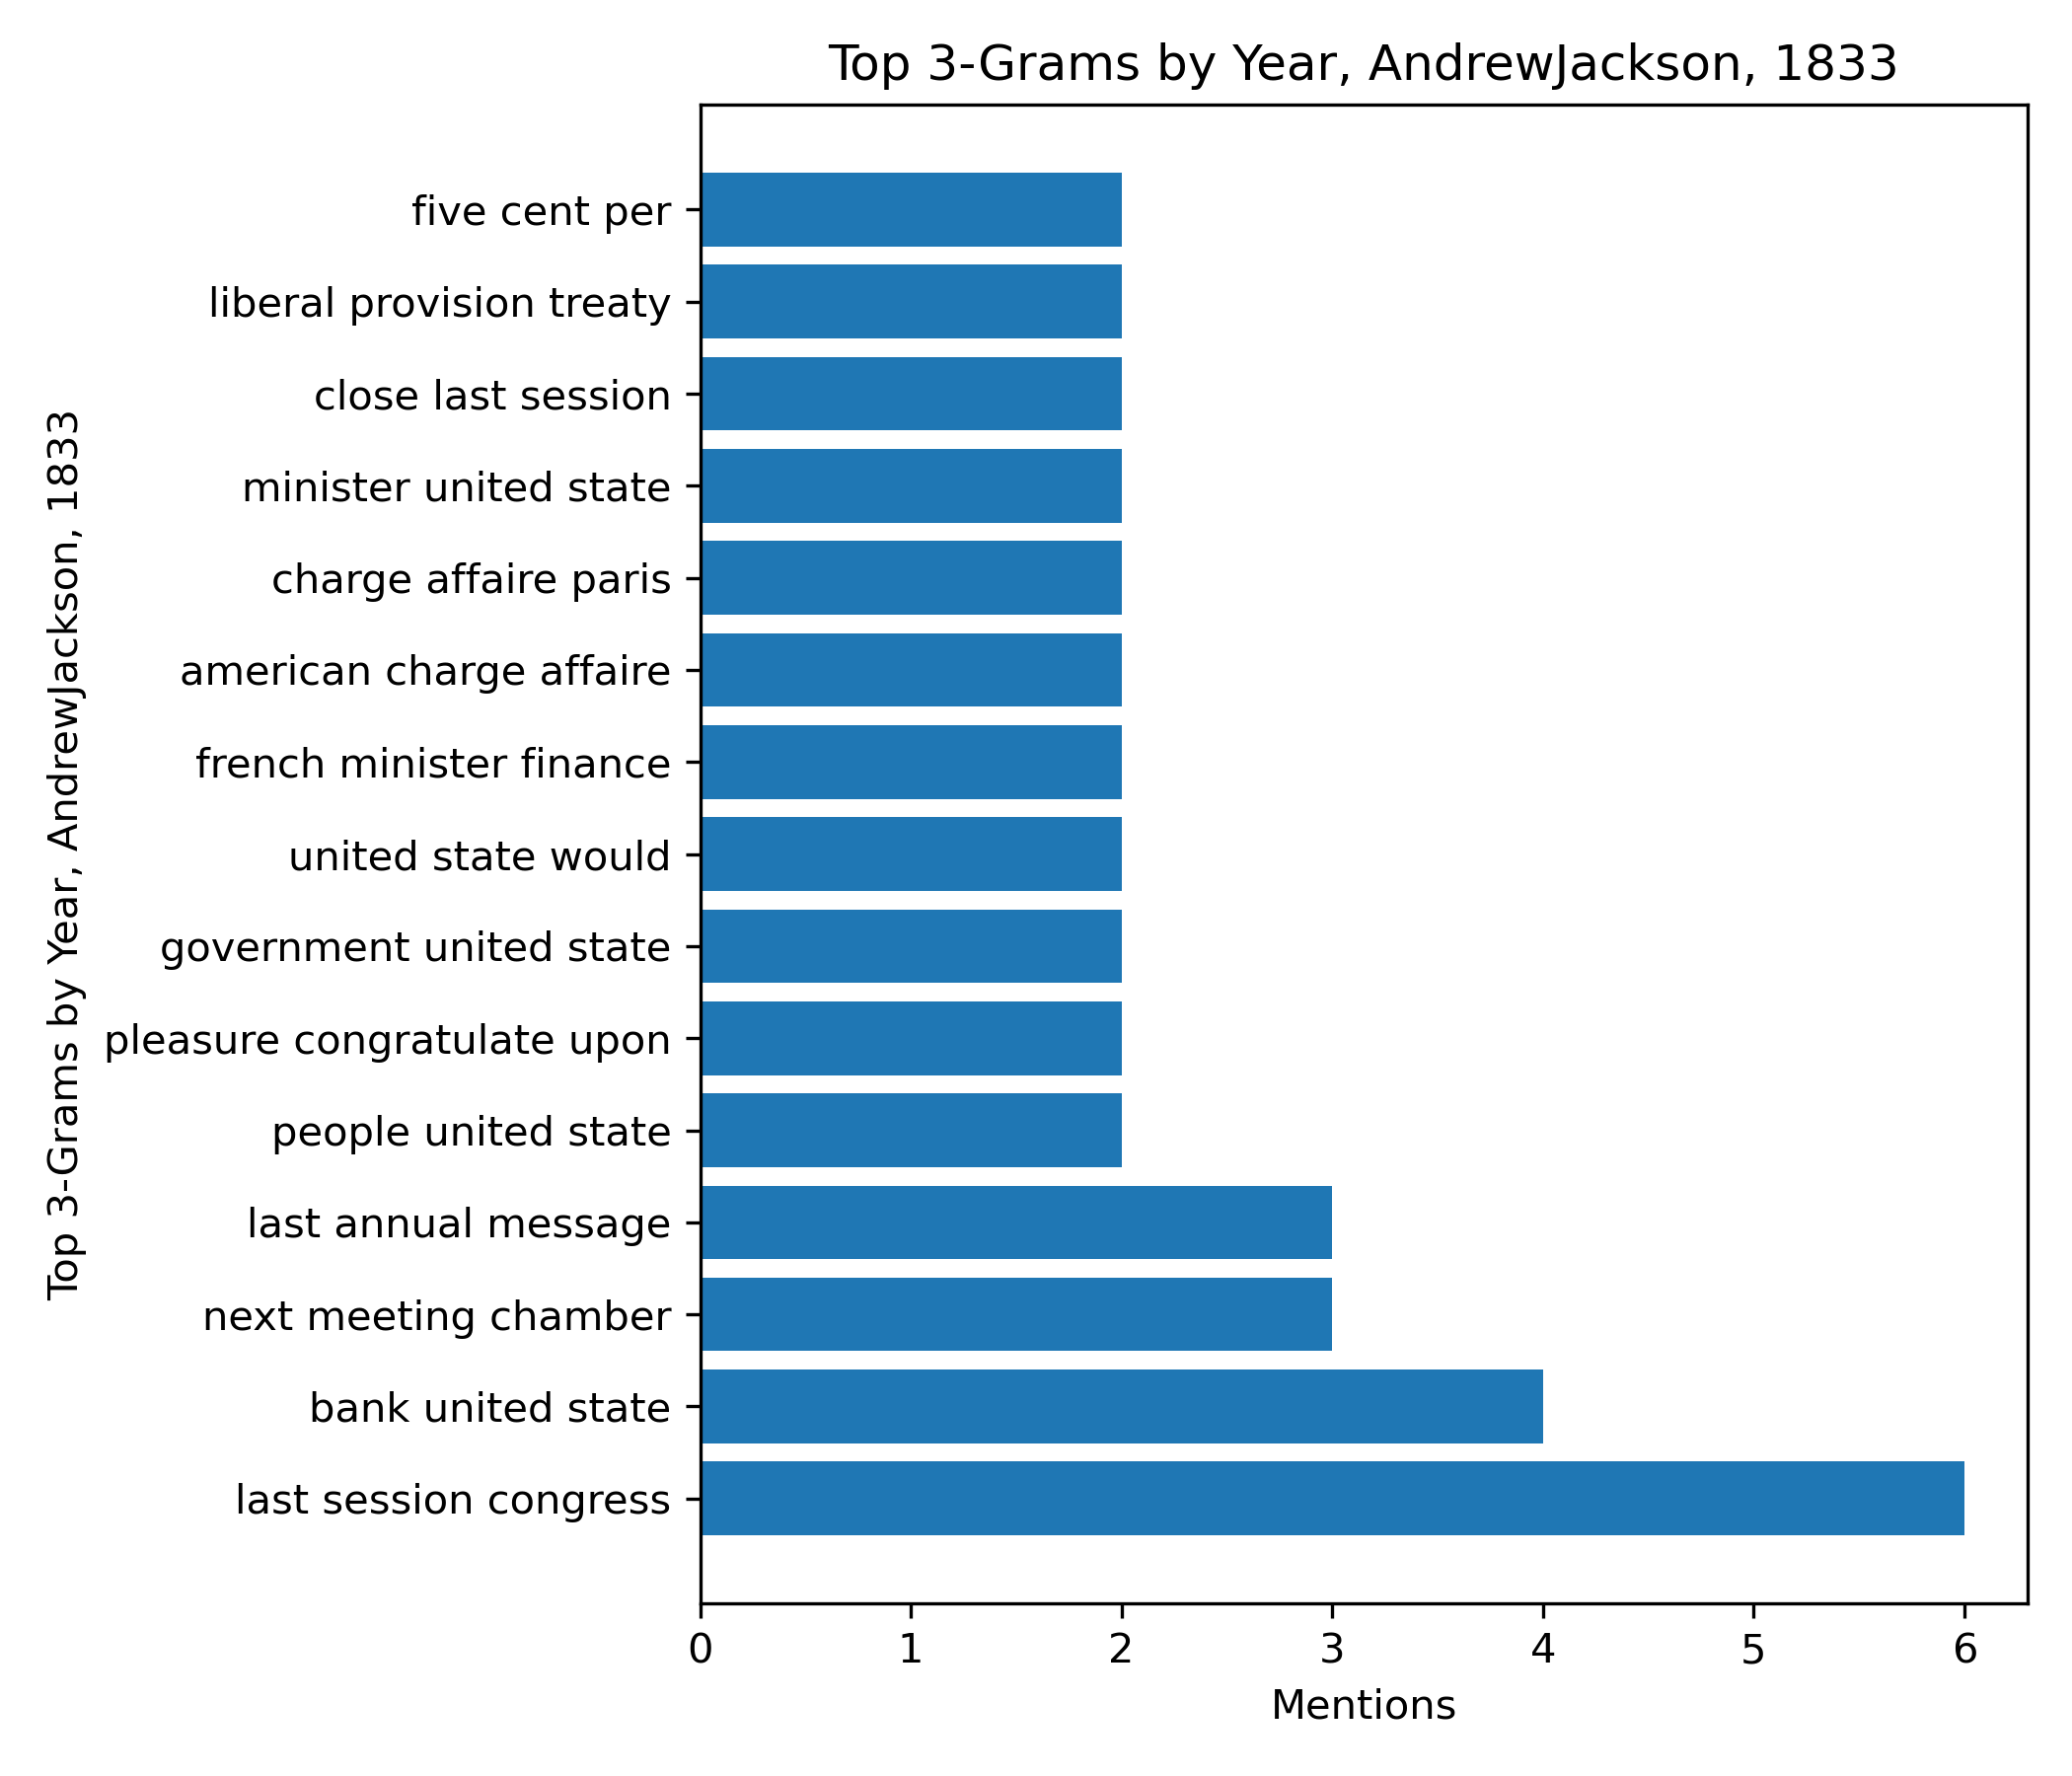 Top 3-Grams by Year, AndrewJackson, 1833
Top 3-Grams by Year, AndrewJackson, 1833
five cent per
liberal provision treaty
close last session
minister united state
charge affaire paris
american charge affaire
french minister finance
united state would
government united state
pleasure congratulate upon
people united state
last annual message
next meeting chamber
bank united state
last session congress
0 1 2 3 4 5 6
Mentions